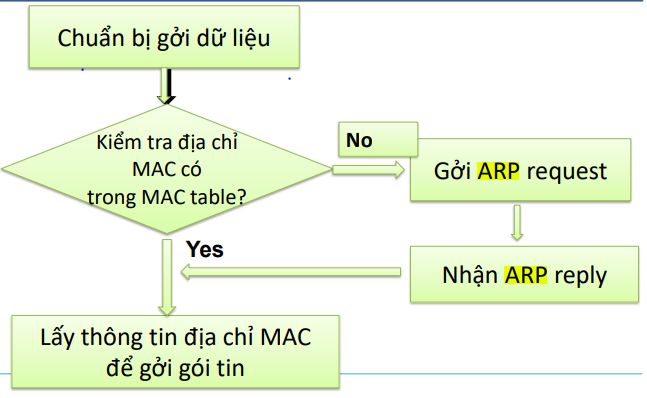 Chuẩn bị gởi dữ liệu
Kiểm tra địa chỉ
MAC có
trong MAC table?
No
Gởi ARP request
Yes
Nhận ARP reply
Lấy thông tin địa chỉ MAC
để gởi gói tin